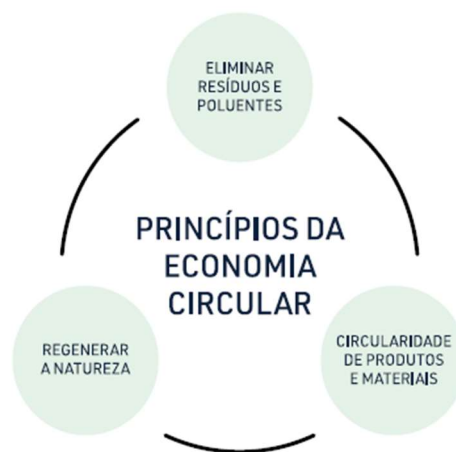 ELIMINAR
RESÍDUOS E
POLUENTES
PRINCÍPIOS DA
ECONOMIA
CIRCULAR
REGENERAR
A NATUREZA
CIRCULARIDADE
DE PRODUTOS
E MATERIAIS